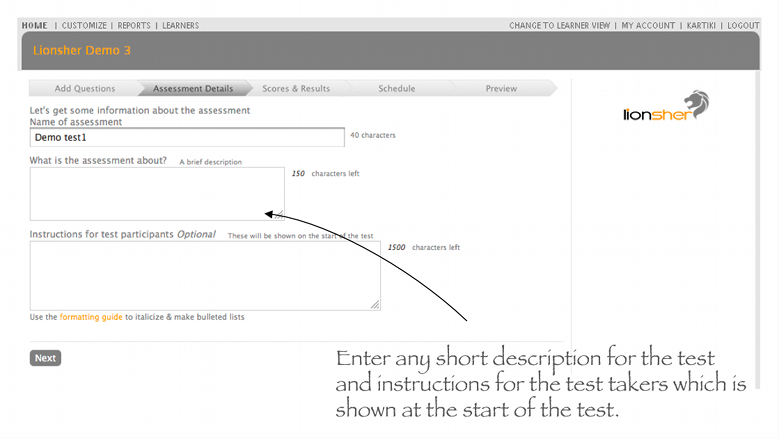 HOME | CUSTOMIZE | REPORTS | LEARNERS
CHANGE TO LEARNER VIEW | MY ACCOUNT | KARTIKI | LOGOUT
Lionsher Demo 3
Add Questions
Assessment Details
Scores & Results
Schedule
Preview
lionsher
Let's get some information about the assessment
Name of assessment
Demo test1
40 characters
What is the assessment about? A brief description
150 characters left
Instructions for test participants Optional These will be shown on the start of the test
1500 characters left
Use the formatting guide to italicize & make bulleted lists
Next
Enter any short description for the test
and instructions for the test takers which is
shown at the start of the test.